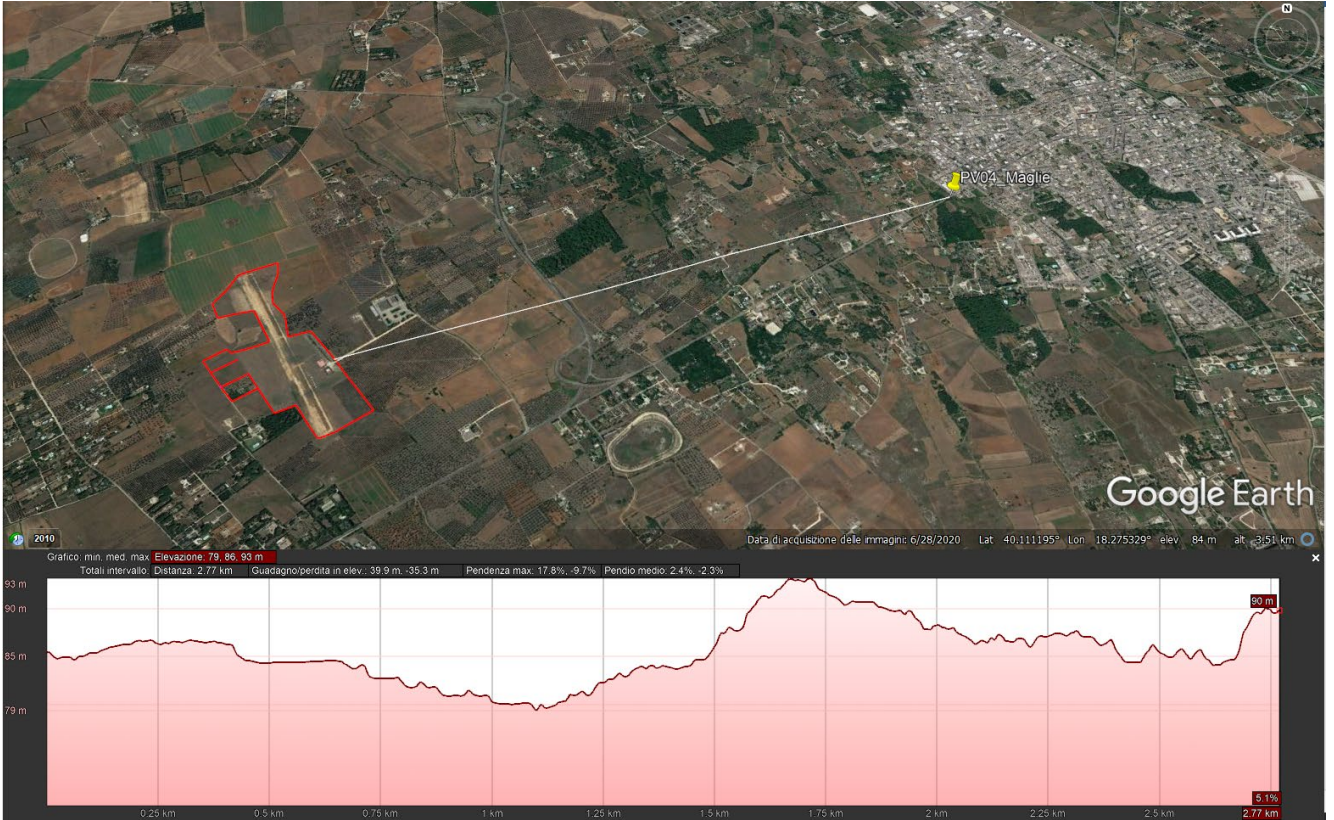 N
PV04_Maglie
Google Earth
2010
Data di acquisizione delle immagini: 6/28/2020 Lat 40.111195° Lon 18.275329° elev 84 m alt 3.51 km
Grafico: min. med. max Elevazione: 79, 86, 93 m
Totali intervallo: Distanza: 2.77 km Guadagno/perdita in elev.: 39.9 m, -35.3 m Pendenza max: 17.8%, -9.7% Pendio medio: 2.4%, -2.3%
93 m
90 m
90 m
85 m
79 m
5.1%
0.25 km 0.5 km 0.75 km 1 km 1.25 km 1.5 km 1.75 km 2 km 2.25 km 2.5 km 2.77 km